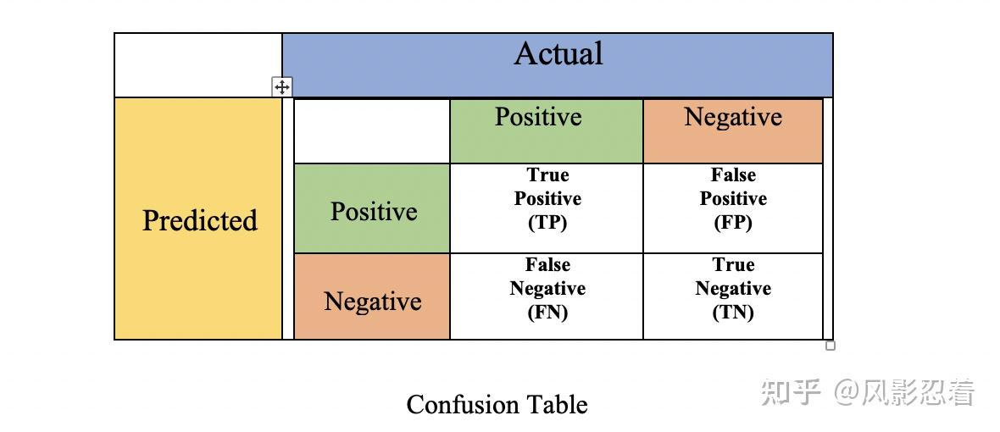 Actual
Positive
Negative
Predicted
Positive
True
Positive
(TP)
False
Positive
(FP)
Negative
False
Negative
(FN)
True
Negative
(TN)
Confusion Table
知乎 @风影忍着